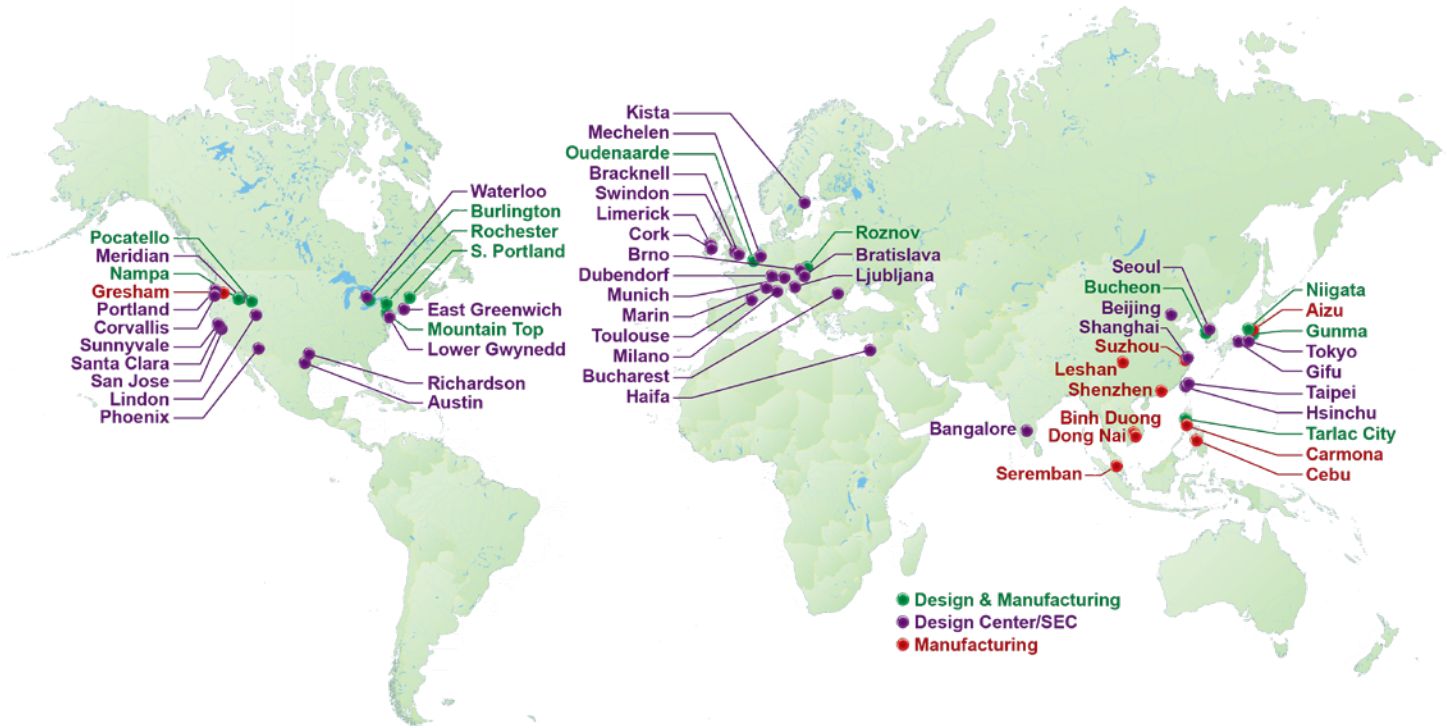 Pocatello
Meridian
Nampa
Gresham
Portland
Corvallis
Sunnyvale
Santa Clara
San Jose
Lindon
Phoenix
Waterloo
Burlington
Rochester
S. Portland
East Greenwich
Mountain Top
Lower Gwynedd
Richardson
Austin
Kista
Mechelen
Oudenaarde
Bracknell
Swindon
Limerick
Cork
Brno
Dubendorf
Munich
Marin
Toulouse
Milano
Bucharest
Haifa
Roznov
Bratislava
Ljubljana
Bangalore
Seoul
Bucheon
Beijing
Shanghai
Suzhou
Leshan
Shenzhen
Binh Duong
Dong Nai
Seremban
Niigata
Aizu
Gunma
Tokyo
Gifu
Taipei
Hsinchu
Tarlac City
Carmona
Cebu
Design & Manufacturing
Design Center/SEC
Manufacturing